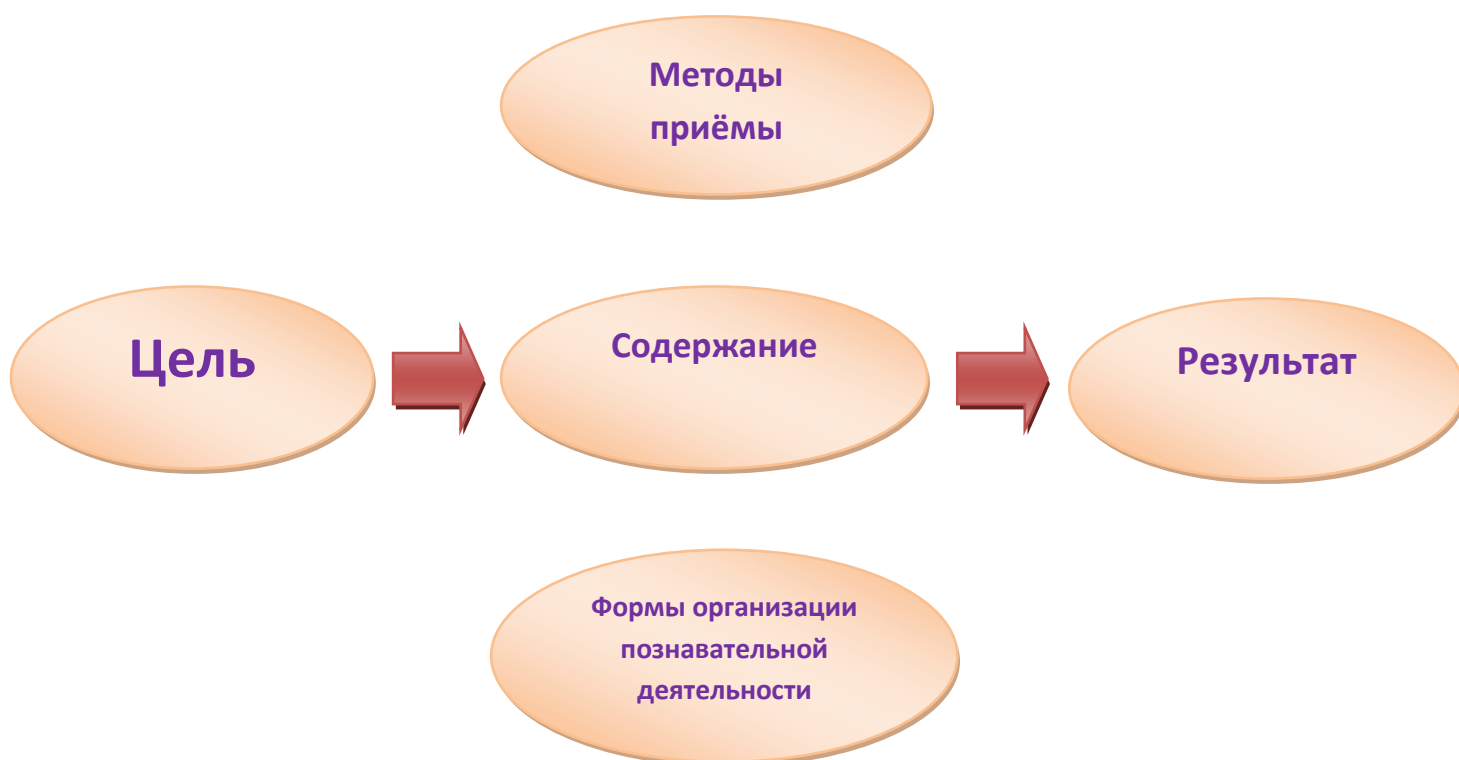 Методы
приёмы
Цель
Содержание
Результат
Формы организации
познавательной
деятельности